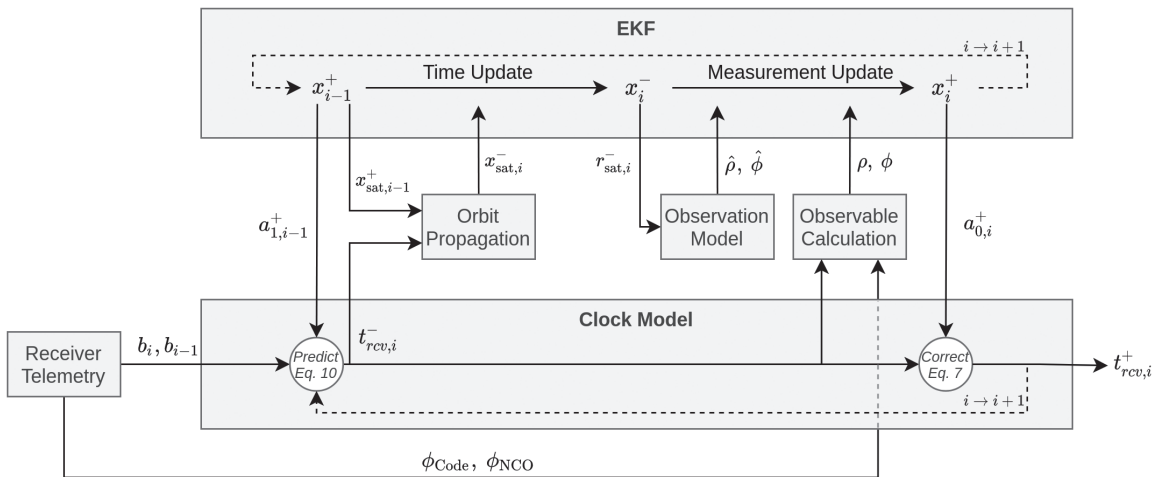 EKF
i → i + 1
Time Update
Measurement Update
x⁺ᵢ₋₁
x⁻ᵢ
x⁺ᵢ
x⁻sat,i
r⁻sat,i
ρ̂, ϕ̂
ρ, ϕ
x⁺sat,i−1
a⁺1,i−1
Orbit
Propagation
Observation
Model
Observable
Calculation
a⁺0,i
Clock Model
Receiver
Telemetry
bᵢ, bᵢ₋₁
Predict
Eq. 10
t⁻rcv,i
Correct
Eq. 7
t⁺rcv,i
i → i + 1
ϕCode, ϕNCO